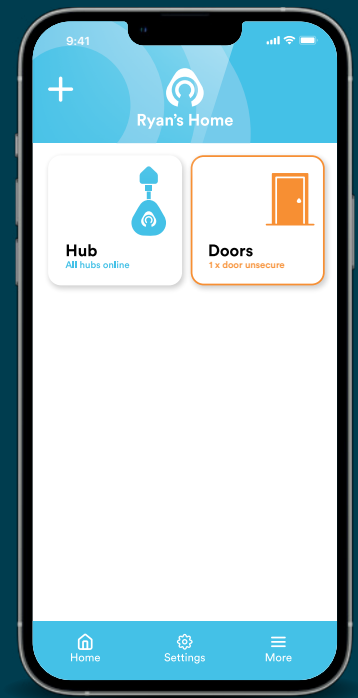 9:41
Ryan's Home
Hub
All hubs online
Doors
1 x door unsecure
Home
Settings
More